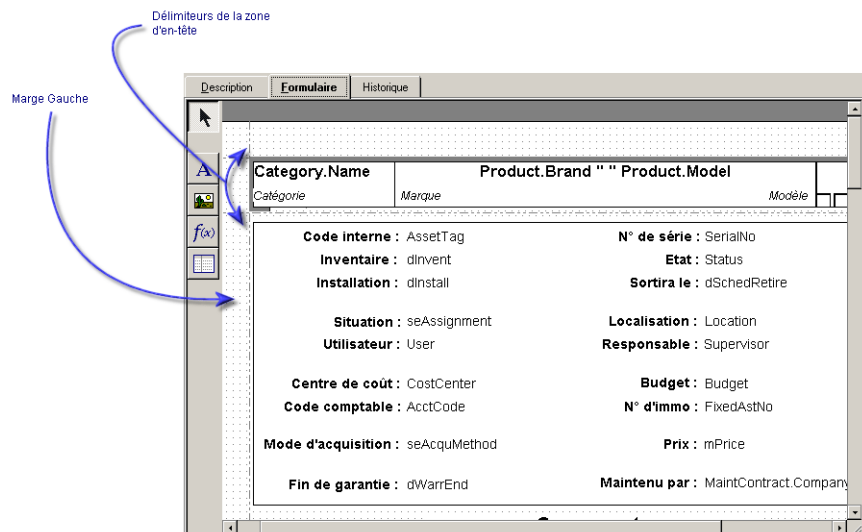 Délimiteurs de la zone
d'en-tête
Marge Gauche
Description Formulaire Historique
A
f(x)
Category.Name Product.Brand " " Product.Model
Catégorie Marque Modèle
Code interne : AssetTag N° de série : SerialNo
Inventaire : dInvent Etat : Status
Installation : dInstall Sortira le : dSchedRetire
Situation : seAssignment Localisation : Location
Utilisateur : User Responsable : Supervisor
Centre de coût : CostCenter Budget : Budget
Code comptable : AcctCode N° d'immo : FixedAstNo
Mode d'acquisition : seAcquMethod Prix : mPrice
Fin de garantie : dWarrEnd Maintenu par : MaintContract.Company